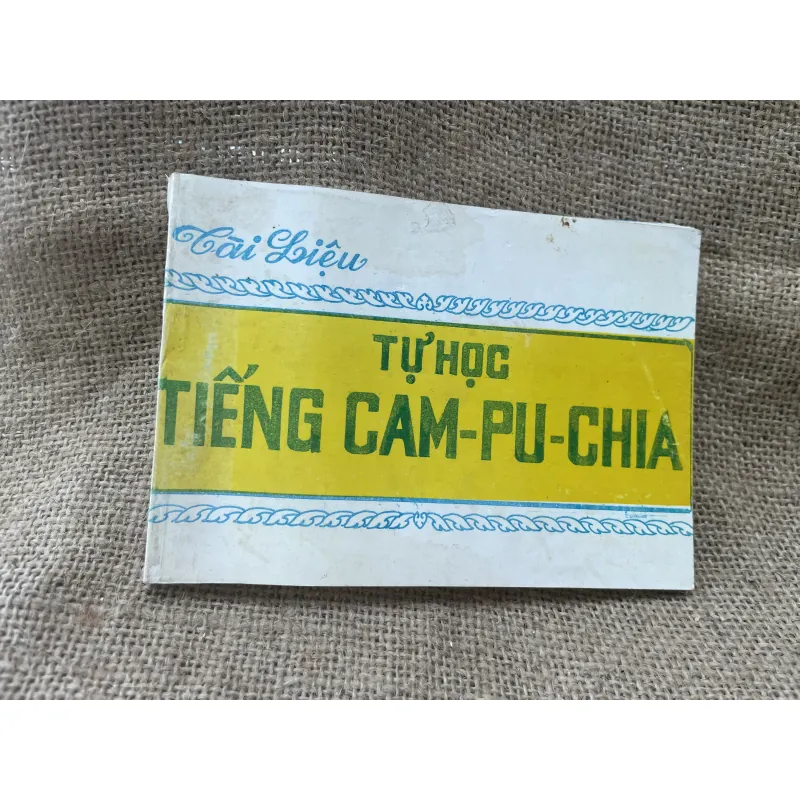 Tài Liệu
TỰ HỌC
TIẾNG CAM-PU-CHIA